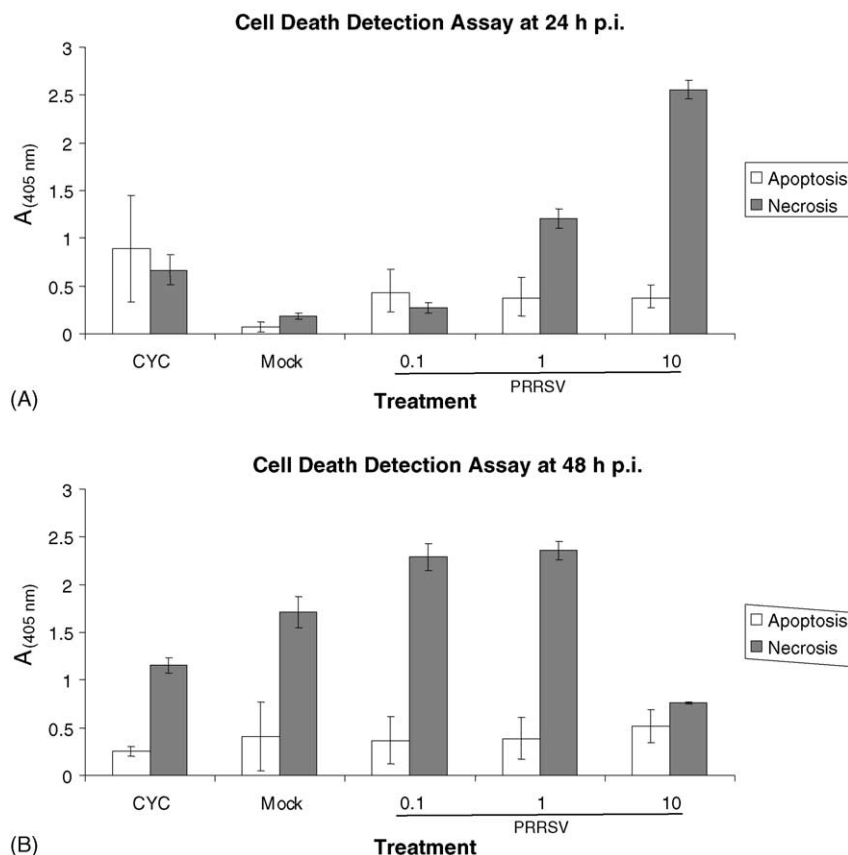 Cell Death Detection Assay at 24 h p.i.
3
2.5
2
1.5
1
0.5
0
A(405 nm)
Apoptosis
Necrosis
CYC Mock 0.1 1 10
PRRSV
(A)
Treatment
Cell Death Detection Assay at 48 h p.i.
3
2.5
2
1.5
1
0.5
0
A(405 nm)
Apoptosis
Necrosis
CYC Mock 0.1 1 10
PRRSV
(B)
Treatment